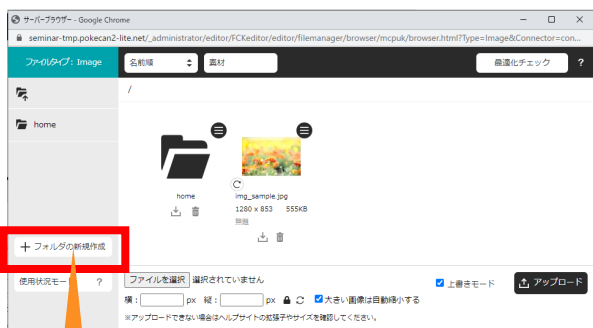 サーバーブラウザー - Google Chrome
seminar-tmp.pokecan2-lite.net/_administrator/editor/FCKeditor/editor/filemanager/browser/mcpuk/browser.html?Type=Image&Connector=con...
ファイルタイプ: Image
名前順
素材
最適化チェック
?
/
home
home
img_sample.jpg
1280 x 853 555KB
無題
+ フォルダの新規作成
使用状況モー
?
ファイルを選択 選択されていません
上書きモード
アップロード
横: px 縦: px
大きい画像は自動縮小する
※アップロードできない場合はヘルプサイトの拡張子やサイズを確認してください。